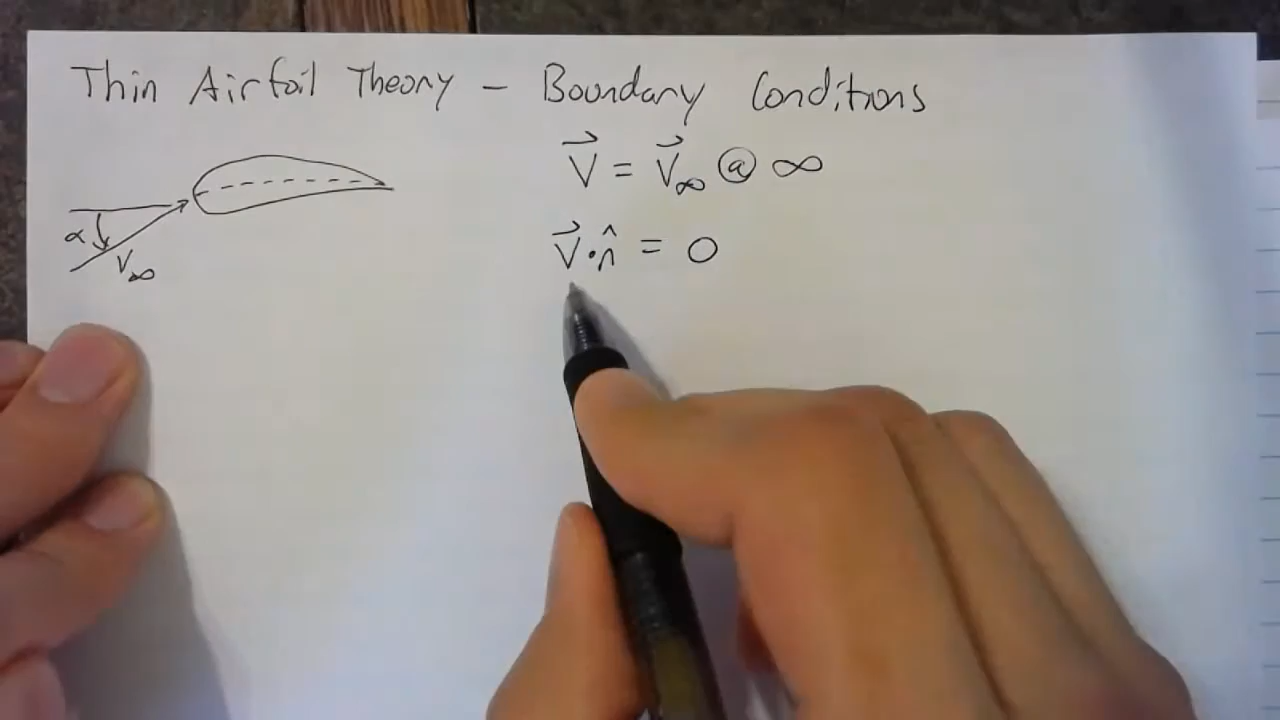 Thin Airfoil Theory - Boundary Conditions
V⃗ = V⃗∞ @ ∞
α
V∞
V⃗·n̂ = 0